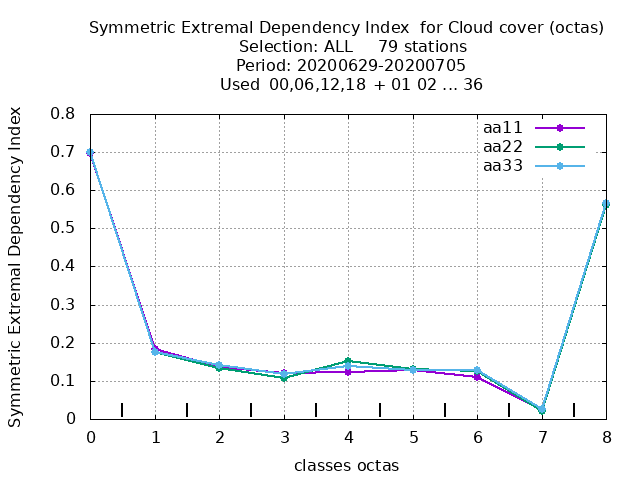 Symmetric Extremal Dependency Index  for Cloud cover (octas)
Selection: ALL     79 stations
Period: 20200629-20200705
Used  00,06,12,18  + 01 02 ... 36
Symmetric Extremal Dependency Index
0.8
0.7
0.6
0.5
0.4
0.3
0.2
0.1
0
aa11
aa22
aa33
0 1 2 3 4 5 6 7 8
classes octas